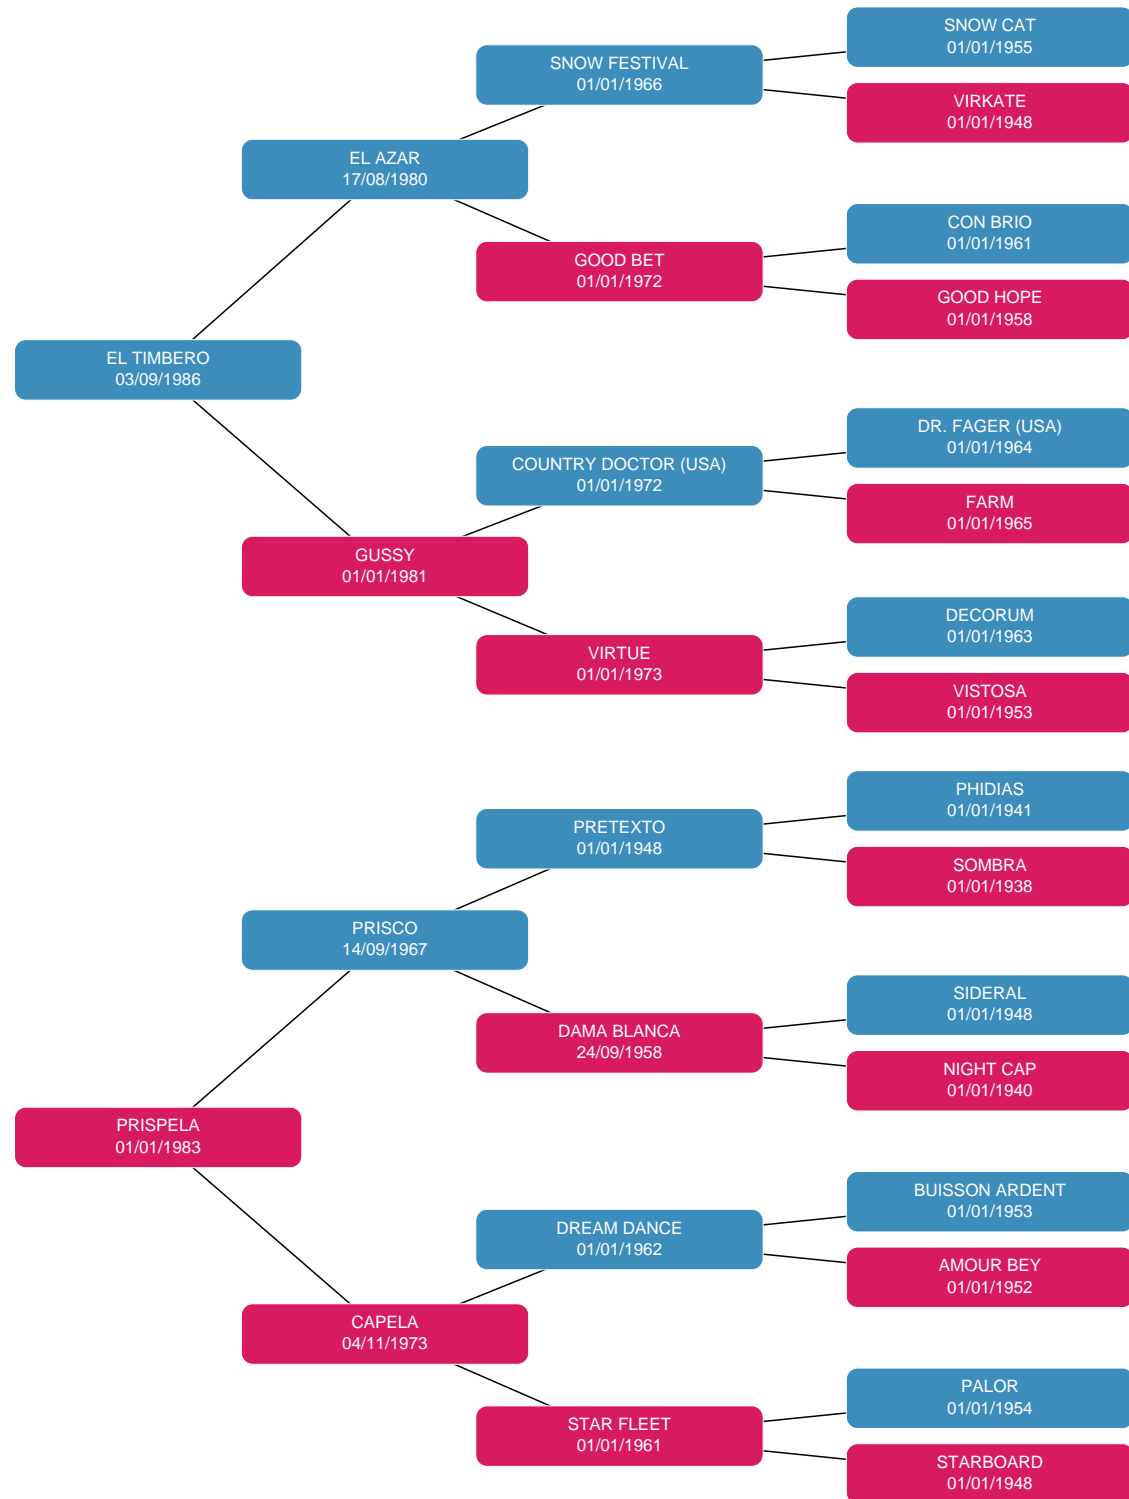 SNOW CAT
01/01/1955
SNOW FESTIVAL
01/01/1966
VIRKATE
01/01/1948
EL AZAR
17/08/1980
CON BRIO
01/01/1961
GOOD BET
01/01/1972
GOOD HOPE
01/01/1958
EL TIMBERO
03/09/1986
DR. FAGER (USA)
01/01/1964
COUNTRY DOCTOR (USA)
01/01/1972
FARM
01/01/1965
GUSSY
01/01/1981
DECORUM
01/01/1963
VIRTUE
01/01/1973
VISTOSA
01/01/1953
PHIDIAS
01/01/1941
PRETEXTO
01/01/1948
SOMBRA
01/01/1938
PRISCO
14/09/1967
SIDERAL
01/01/1948
DAMA BLANCA
24/09/1958
NIGHT CAP
01/01/1940
PRISPELA
01/01/1983
BUISSON ARDENT
01/01/1953
DREAM DANCE
01/01/1962
AMOUR BEY
01/01/1952
CAPELA
04/11/1973
PALOR
01/01/1954
STAR FLEET
01/01/1961
STARBOARD
01/01/1948